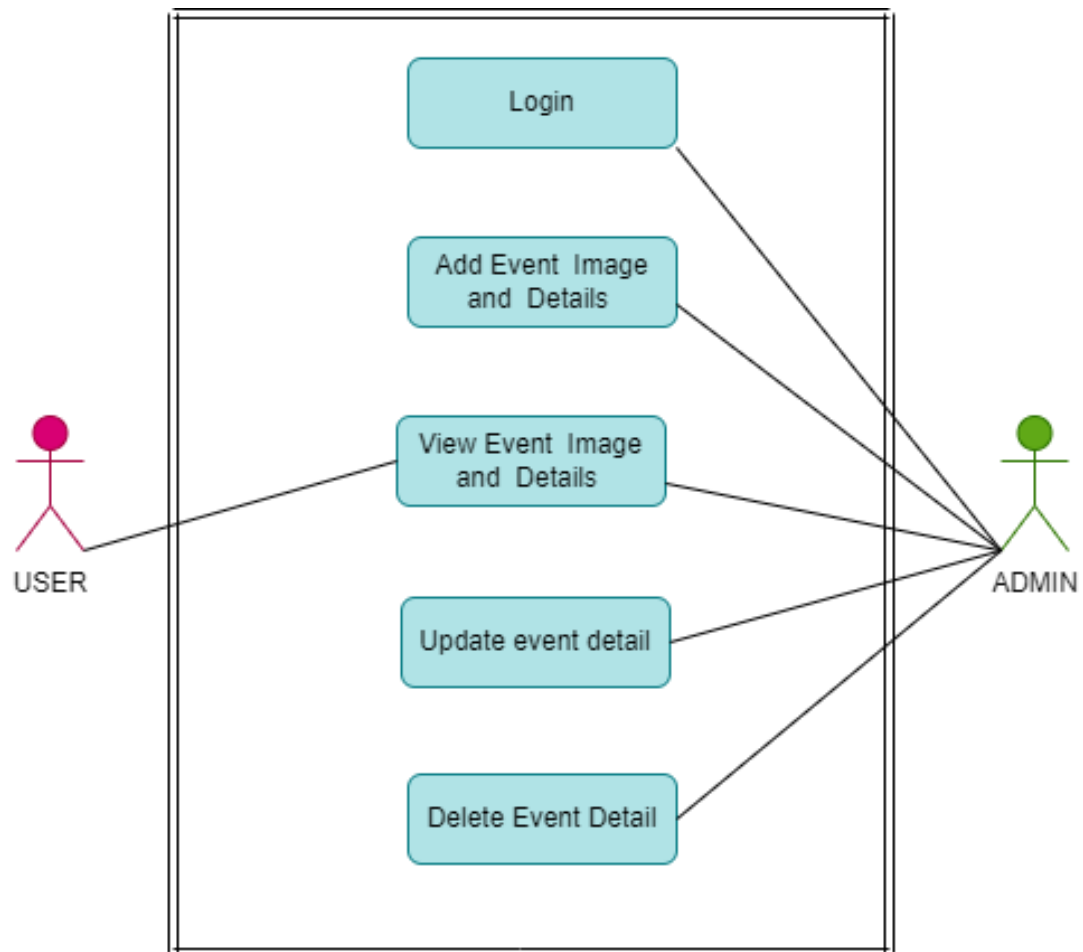 Login
Add Event Image
and Details
View Event Image
and Details
USER
ADMIN
Update event detail
Delete Event Detail